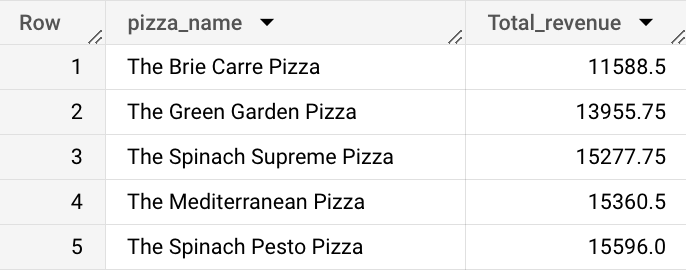 Row pizza_name Total_revenue
1 The Brie Carre Pizza 11588.5
2 The Green Garden Pizza 13955.75
3 The Spinach Supreme Pizza 15277.75
4 The Mediterranean Pizza 15360.5
5 The Spinach Pesto Pizza 15596.0